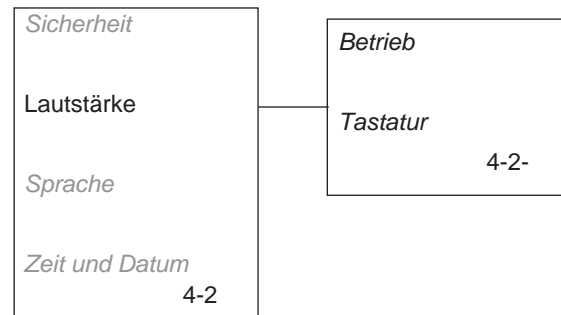 Sicherheit
Lautstärke
Sprache
Zeit und Datum
4-2
Betrieb
Tastatur
4-2-